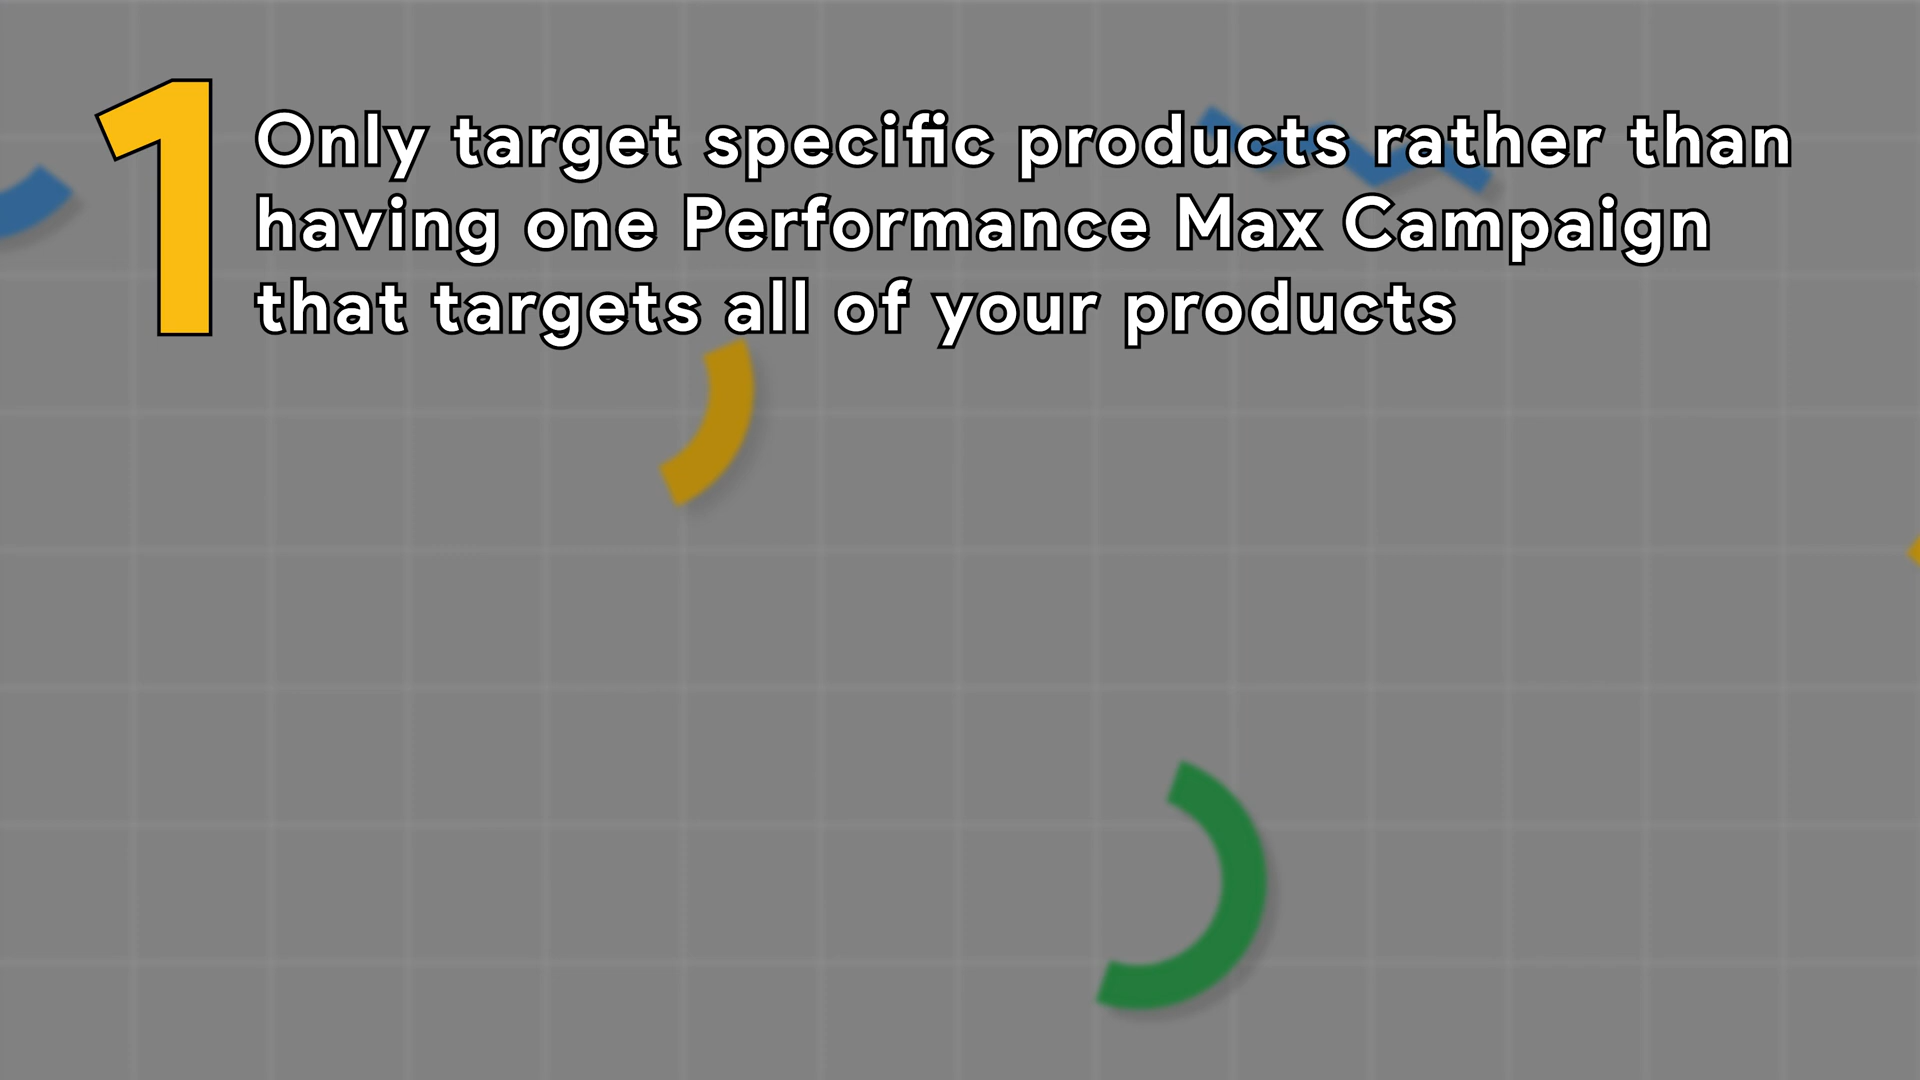 1
Only target specific products rather than
having one Performance Max Campaign
that targets all of your products